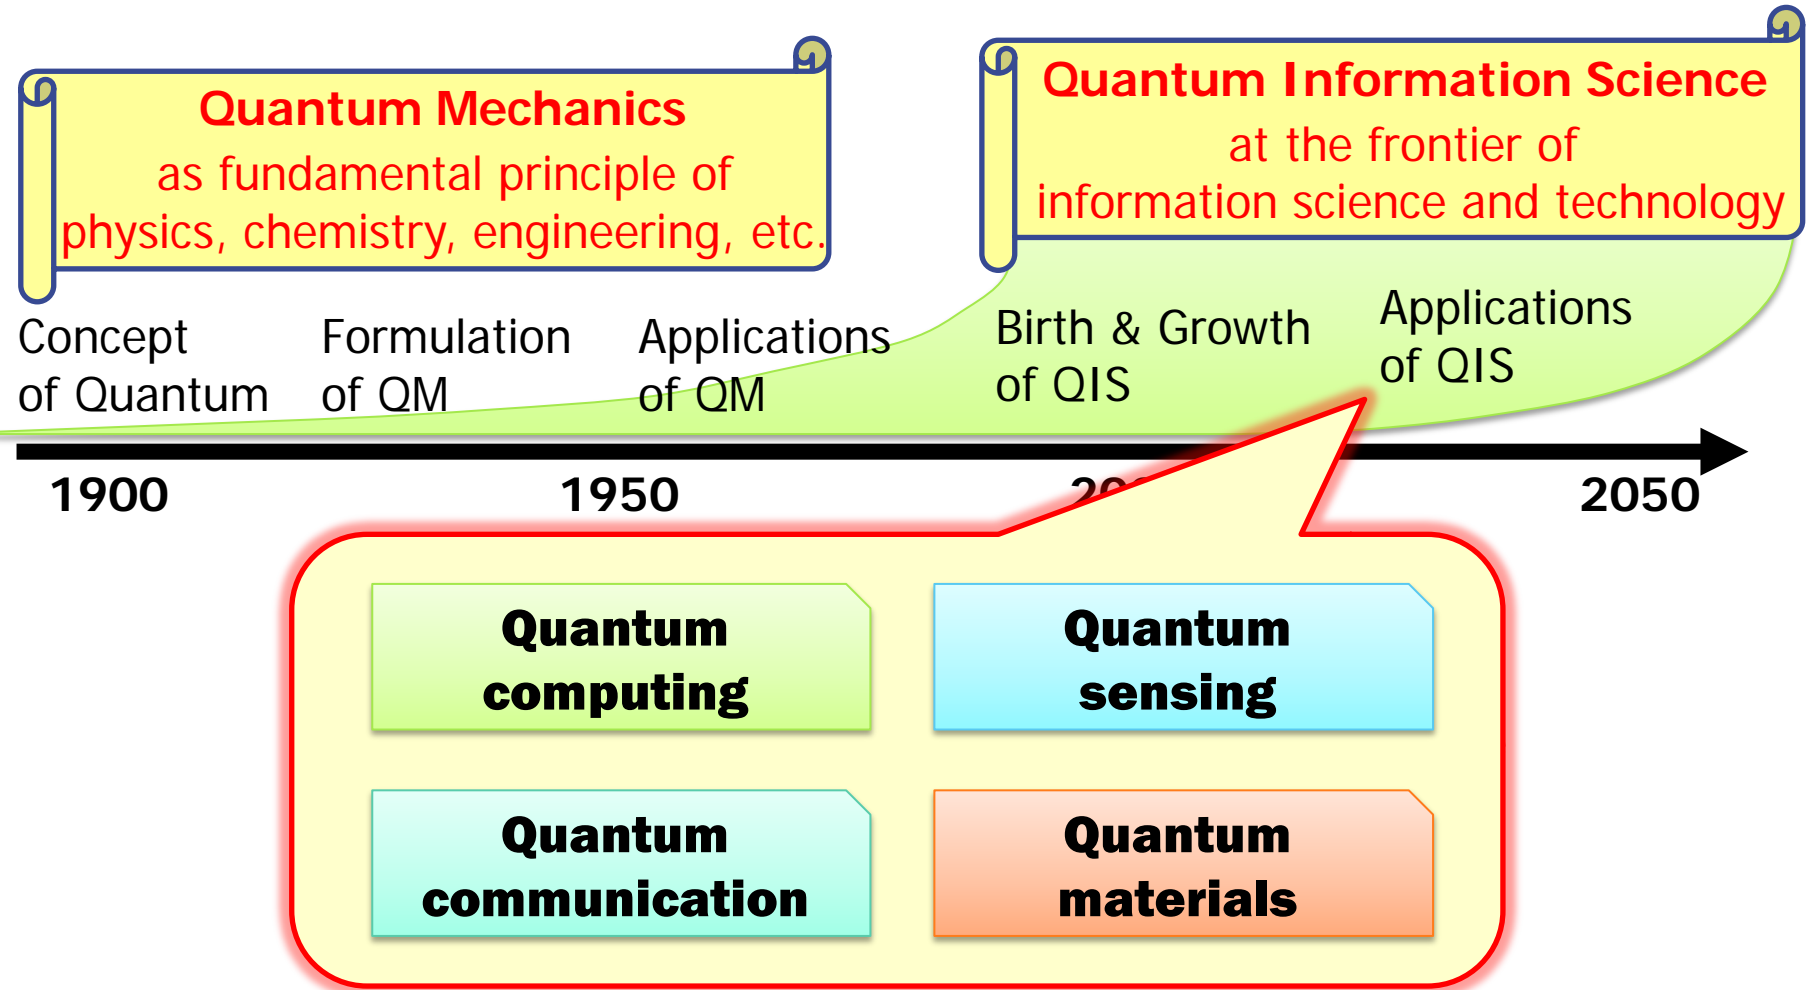 Quantum Mechanics
as fundamental principle of
physics, chemistry, engineering, etc.
Quantum Information Science
at the frontier of
information science and technology
Concept
of Quantum
Formulation
of QM
Applications
of QM
Birth & Growth
of QIS
Applications
of QIS
1900
1950
2050
Quantum
computing
Quantum
sensing
Quantum
communication
Quantum
materials